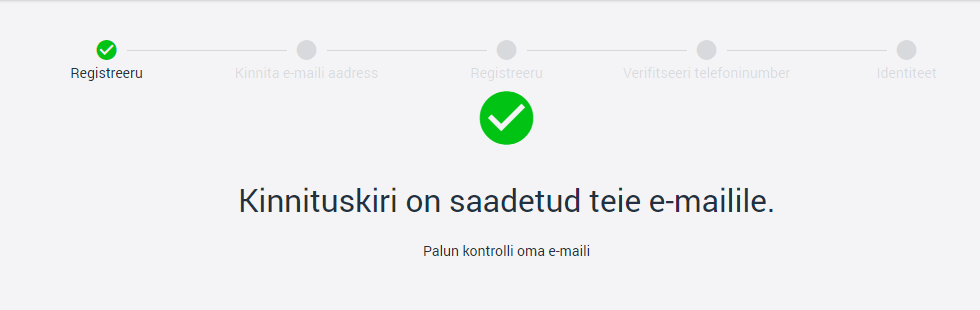 Registreeru
Kinnita e-maili aadress
Registreeru
Verifitseeri telefoninumber
Identiteet
Kinnituskiri on saadetud teie e-mailile.
Palun kontrolli oma e-maili